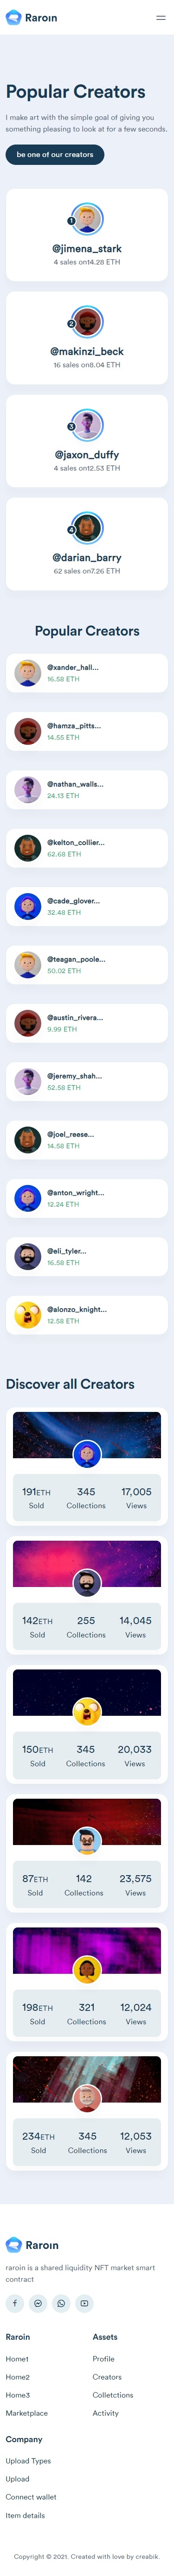 Raroin
Popular Creators
I make art with the simple goal of giving you
something pleasing to look at for a few seconds.
be one of our creators
1
@jimena_stark
4 sales on14.28 ETH
2
@makinzi_beck
16 sales on8.04 ETH
3
@jaxon_duffy
4 sales on12.53 ETH
4
@darian_barry
62 sales on7.26 ETH
Popular Creators
@xander_hall...
16.58 ETH
@hamza_pitts...
14.55 ETH
@nathan_walls...
24.13 ETH
@kelton_collier...
62.68 ETH
@cade_glover...
32.48 ETH
@teagan_poole...
50.02 ETH
@austin_rivera...
9.99 ETH
@jeremy_shah...
52.58 ETH
@joel_reese...
14.58 ETH
@anton_wright...
12.24 ETH
@eli_tyler...
16.58 ETH
@alonzo_knight...
12.58 ETH
Discover all Creators
191ETH 345 17,005
Sold Collections Views
142ETH 255 14,045
Sold Collections Views
150ETH 345 20,033
Sold Collections Views
87ETH 142 23,575
Sold Collections Views
198ETH 321 12,024
Sold Collections Views
234ETH 345 12,053
Sold Collections Views
Raroin
raroin is a shared liquidity NFT market smart
contract
Raroin
Home1
Home2
Home3
Marketplace
Assets
Profile
Creators
Colletctions
Activity
Company
Upload Types
Upload
Connect wallet
Item details
Copyright © 2021. Created with love by creabik.